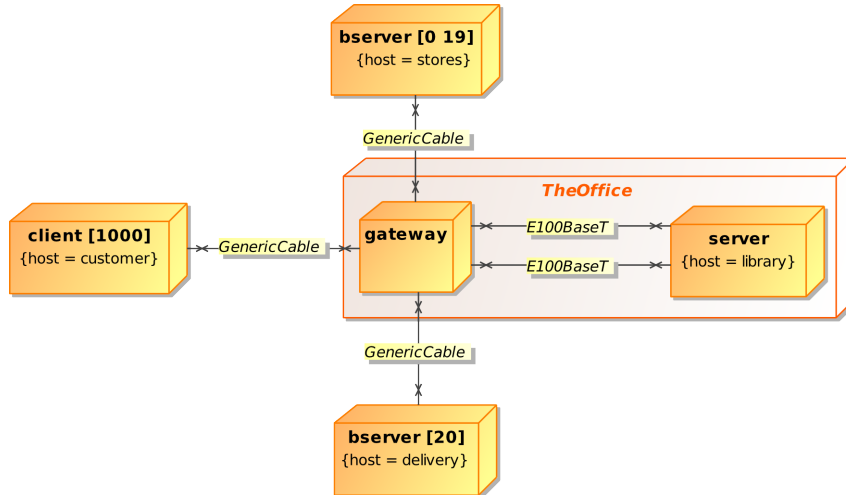 bserver [0 19]
{host = stores}
GenericCable
TheOffice
client [1000]
{host = customer}
GenericCable
gateway
E100BaseT
E100BaseT
server
{host = library}
GenericCable
bserver [20]
{host = delivery}